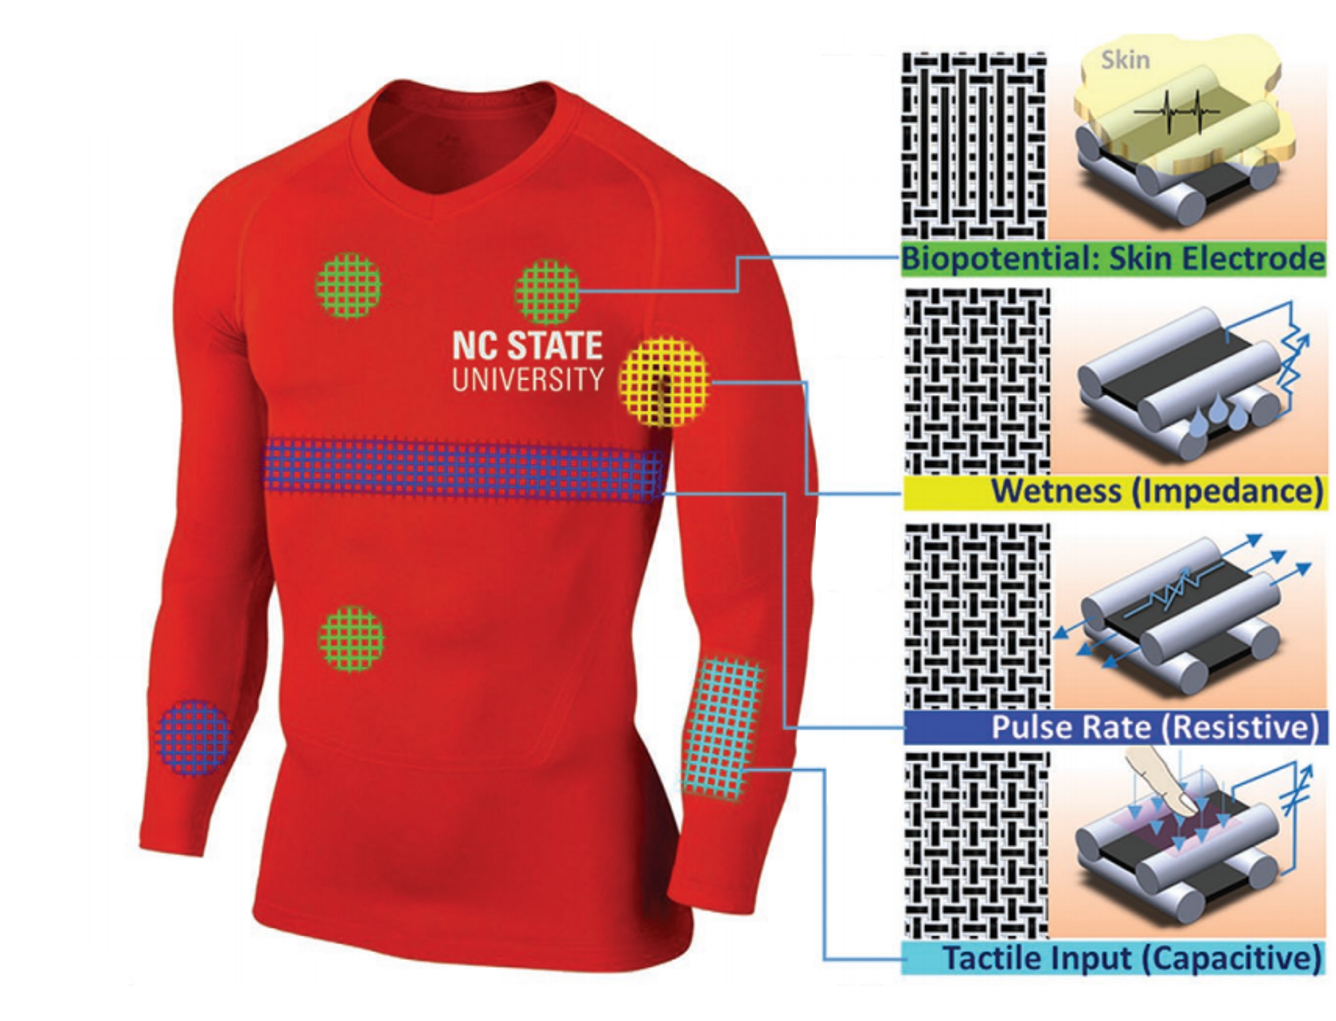 NC STATE
UNIVERSITY
Skin
Biopotential: Skin Electrode
Wetness (Impedance)
Pulse Rate (Resistive)
Tactile Input (Capacitive)